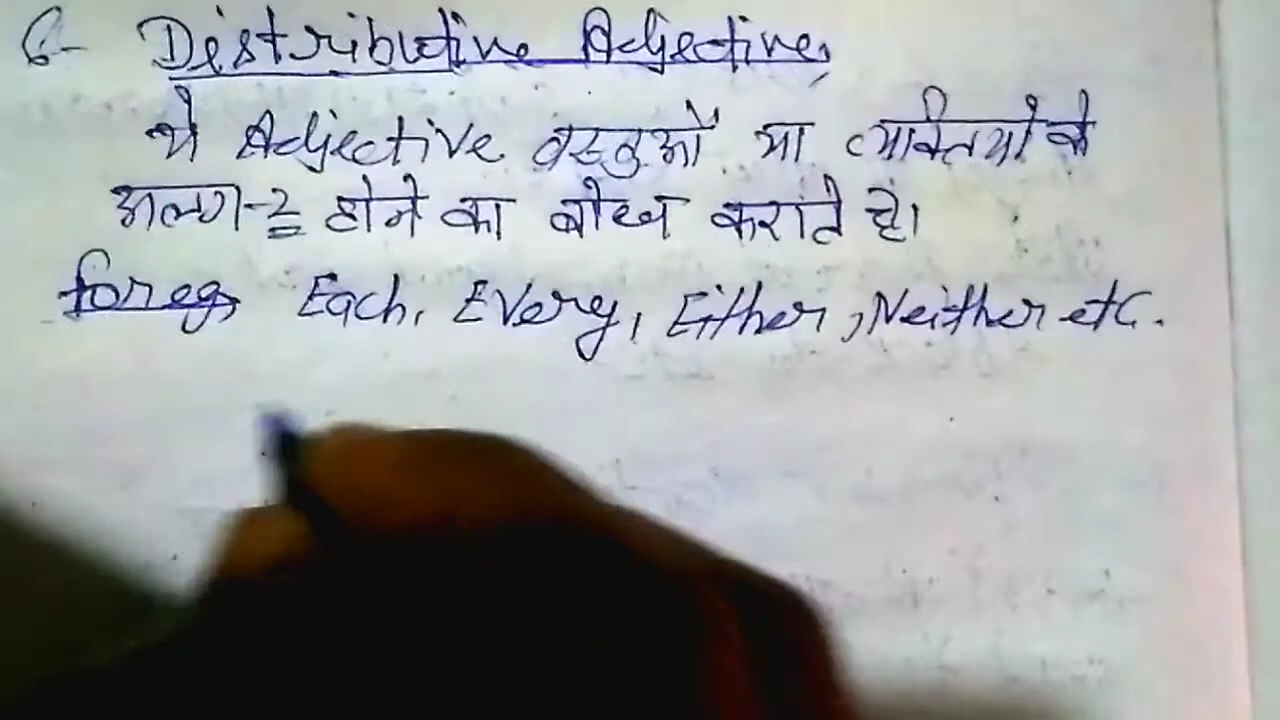 6- Distributive Adjective,
ये Adjective वस्तुओं या व्यक्तियों के
अलग-2 होने का बोध कराते है।
for eg, Each, Every, Either, Neither etc.